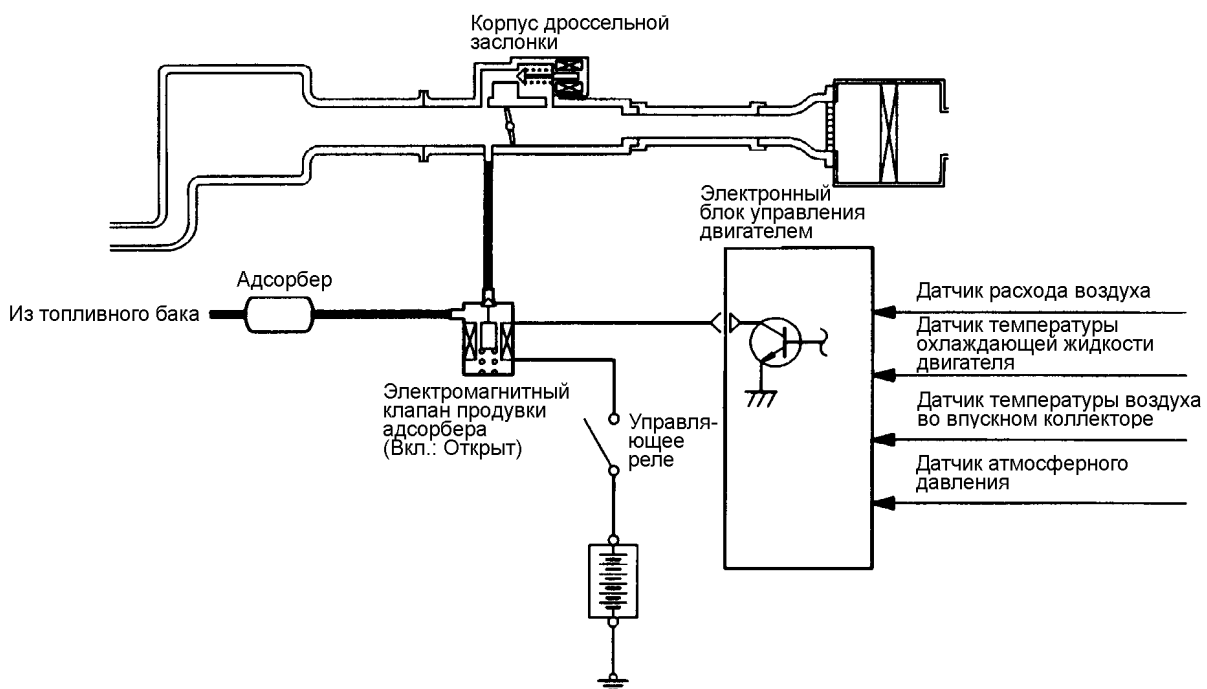 Корпус дроссельной
заслонки
Электронный
блок управления
двигателем
Адсорбер
Из топливного бака
Датчик расхода воздуха
Датчик температуры
охлаждающей жидкости
двигателя
Электромагнитный
клапан продувки
адсорбера
(Вкл.: Открыт)
Управля-
ющее
реле
Датчик температуры воздуха
во впускном коллекторе
Датчик атмосферного
давления